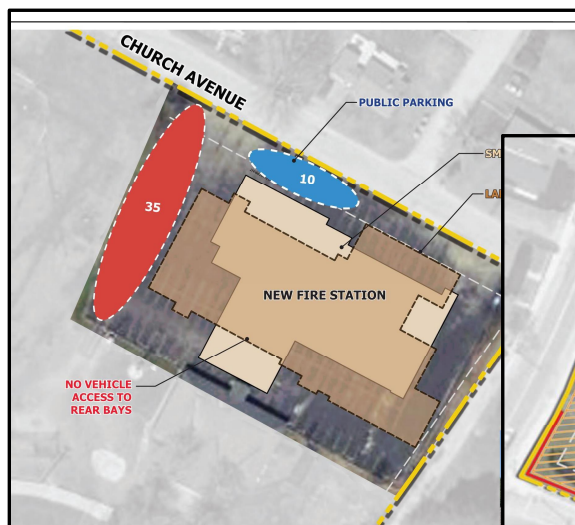 CHURCH AVENUE
PUBLIC PARKING
10
35
NEW FIRE STATION
NO VEHICLE
ACCESS TO
REAR BAYS